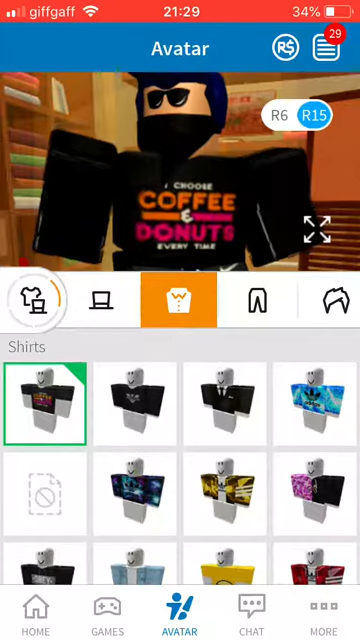 giffgaff 21:29 34%
Avatar R$ 29
R6 R15
I CHOOSE
COFFEE
&
DONUTS
EVERY TIME
Shirts
HOME GAMES AVATAR CHAT MORE